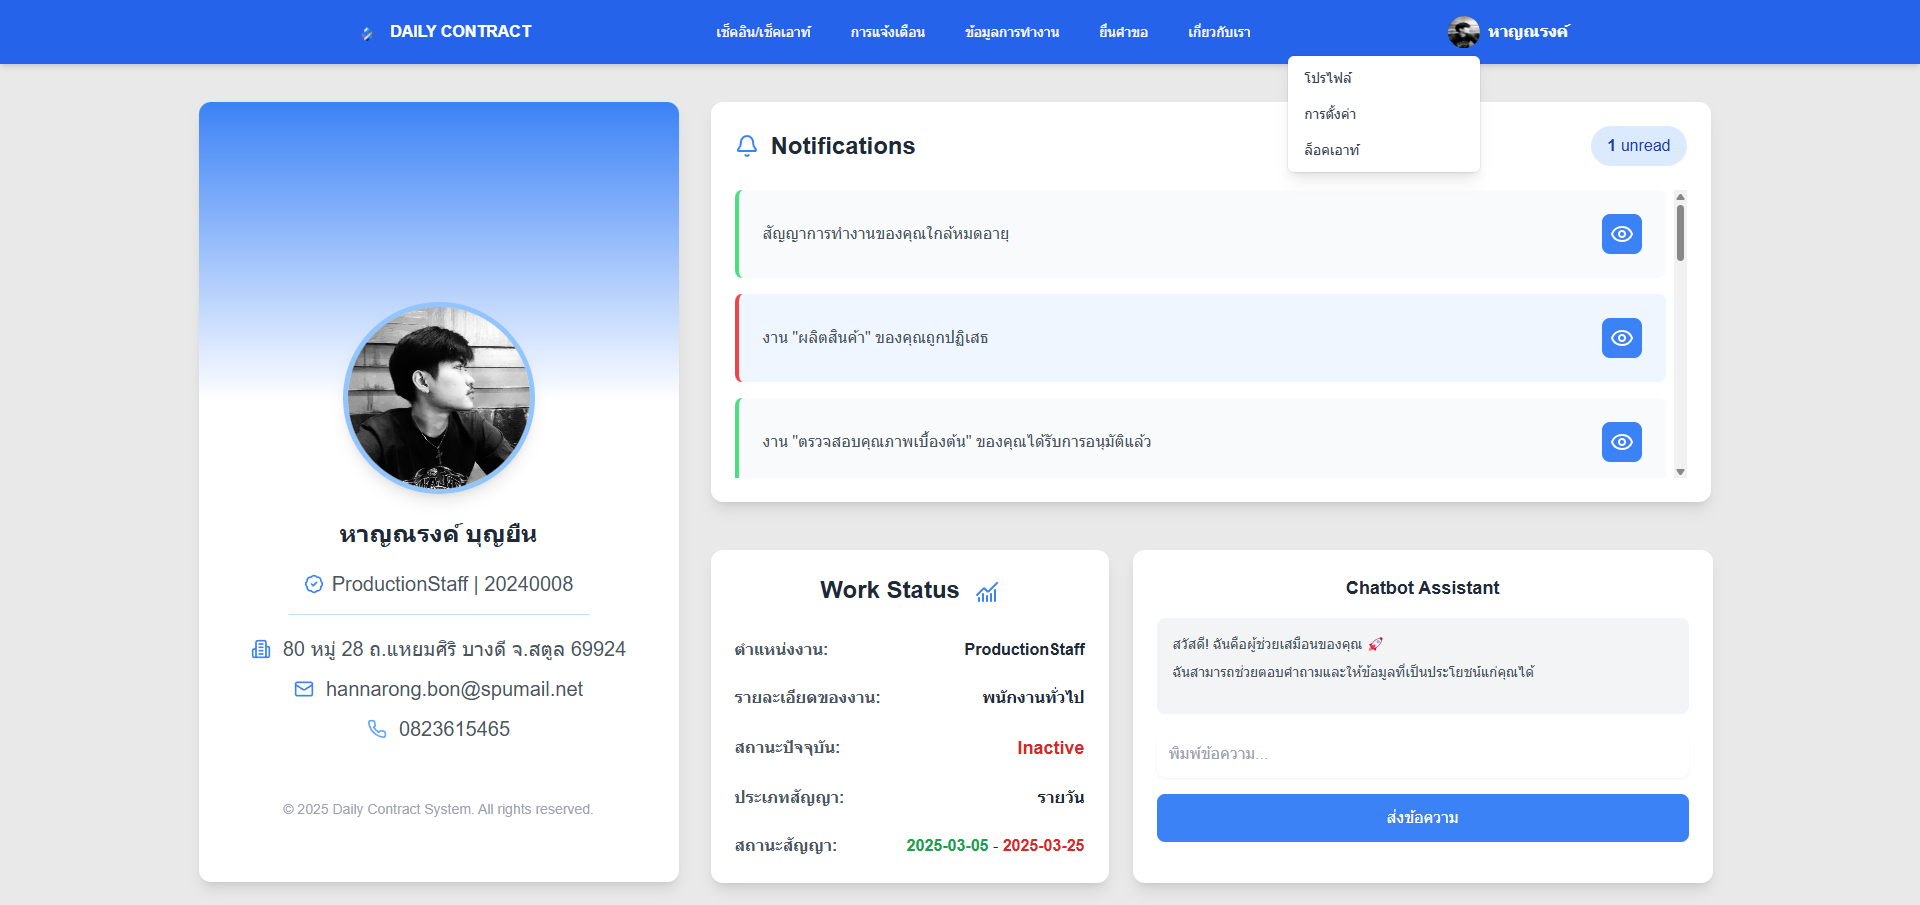 DAILY CONTRACT
เช็คอิน/เช็คเอาท์
การแจ้งเตือน
ข้อมูลการทำงาน
ยื่นคำขอ
เกี่ยวกับเรา
หาญณรงค์
โปรไฟล์
การตั้งค่า
ล็อคเอาท์
หาญณรงค์ บุญยืน
ProductionStaff | 20240008
80 หมู่ 28 ถ.แหยมศิริ บางดี จ.สตูล 69924
hannarong.bon@spumail.net
0823615465
© 2025 Daily Contract System. All rights reserved.
Notifications
1 unread
สัญญาการทำงานของคุณใกล้หมดอายุ
งาน "ผลิตสินค้า" ของคุณถูกปฏิเสธ
งาน "ตรวจสอบคุณภาพเบื้องต้น" ของคุณได้รับการอนุมัติแล้ว
Work Status
ตำแหน่งงาน: ProductionStaff
รายละเอียดของงาน: พนักงานทั่วไป
สถานะปัจจุบัน: Inactive
ประเภทสัญญา: รายวัน
สถานะสัญญา: 2025-03-05 - 2025-03-25
Chatbot Assistant
สวัสดี! ฉันคือผู้ช่วยเสมือนของคุณ 🚀
ฉันสามารถช่วยตอบคำถามและให้ข้อมูลที่เป็นประโยชน์แก่คุณได้
พิมพ์ข้อความ...
ส่งข้อความ